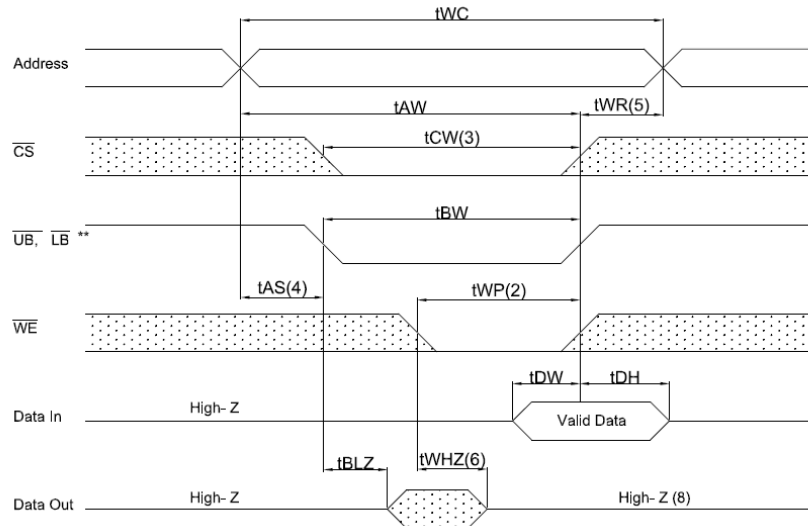 tWC
Address
tAW
tWR(5)
CS
tCW(3)
UB, LB **
tBW
tAS(4)
tWP(2)
WE
tDW
tDH
Data In
High- Z
Valid Data
tBLZ
tWHZ(6)
Data Out
High- Z
High- Z (8)